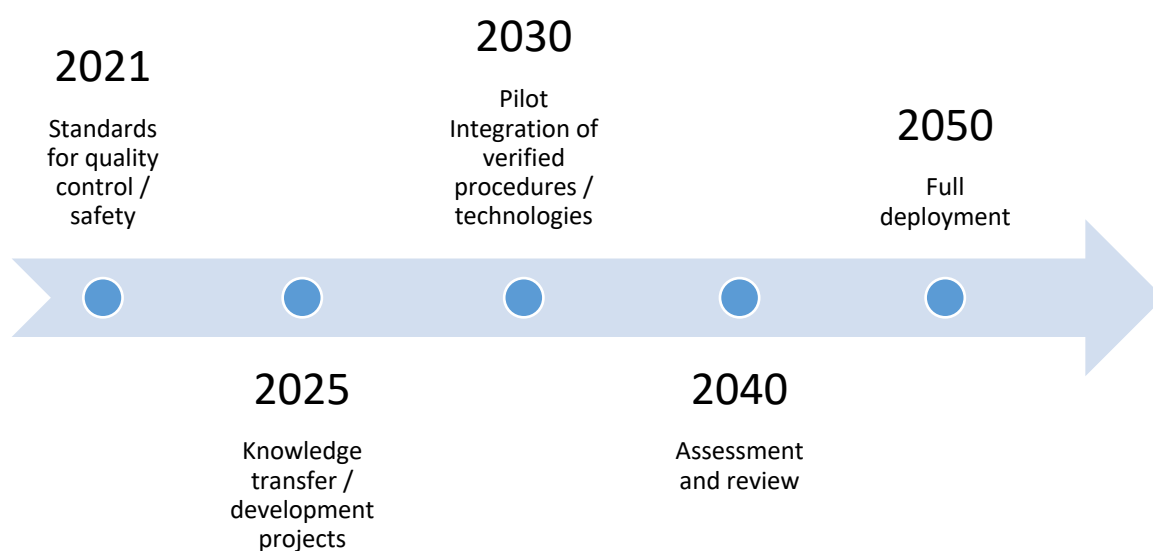 2021
Standards
for quality
control /
safety
2025
Knowledge
transfer /
development
projects
2030
Pilot
Integration of
verified
procedures /
technologies
2040
Assessment
and review
2050
Full
deployment